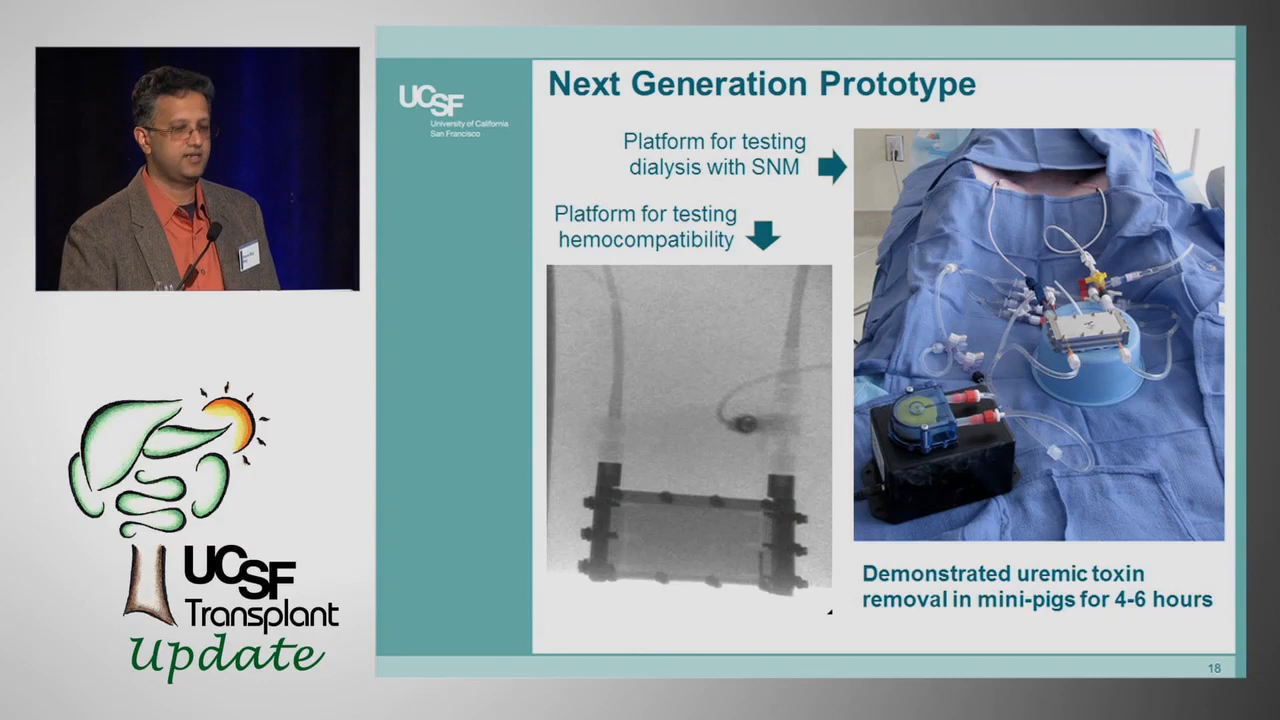 Next Generation Prototype
UCSF
University of California
San Francisco
Platform for testing
dialysis with SNM
Platform for testing
hemocompatibility
Demonstrated uremic toxin
removal in mini-pigs for 4-6 hours
18
UCSF
Transplant
Update